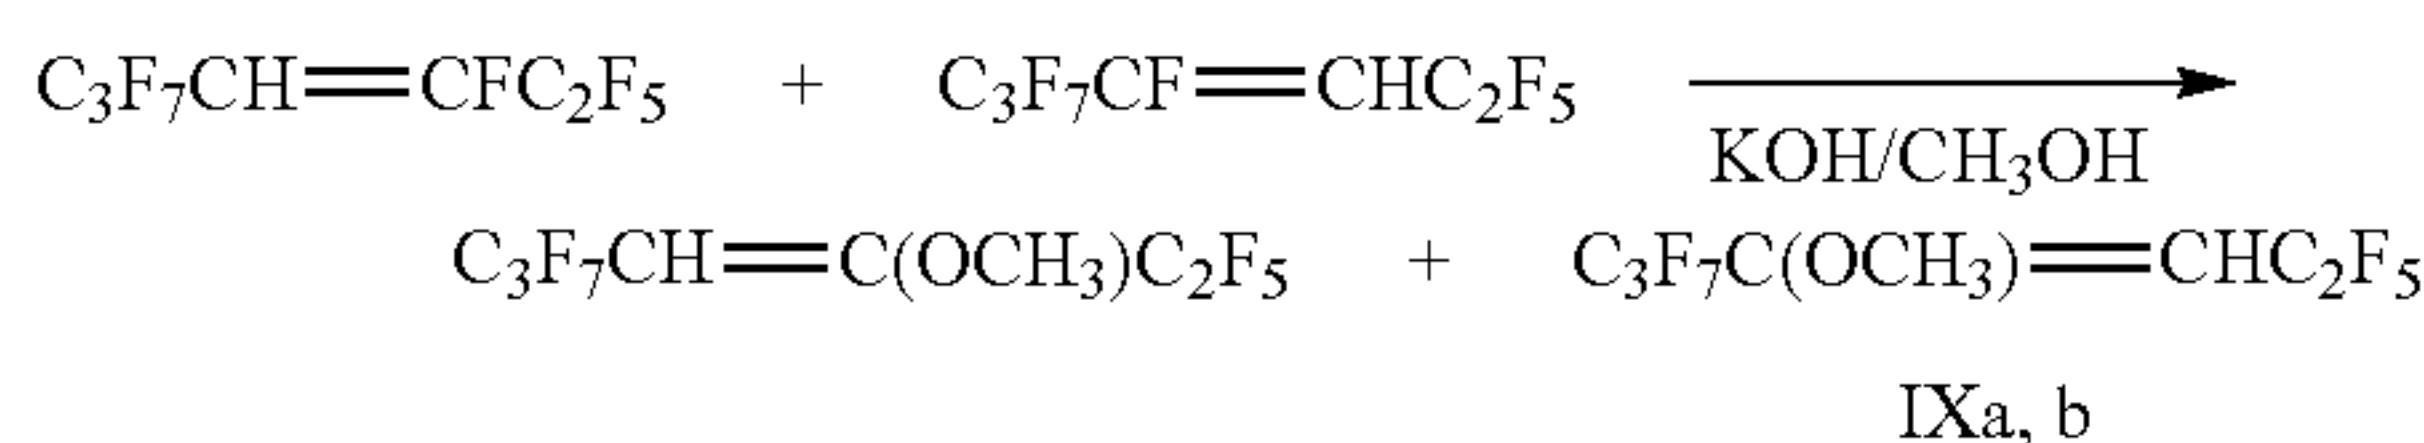 C₃F₇CH=CFC₂F₅ + C₃F₇CF=CHC₂F₅
KOH/CH₃OH
C₃F₇CH=C(OCH₃)C₂F₅ + C₃F₇C(OCH₃)=CHC₂F₅
IXa, b